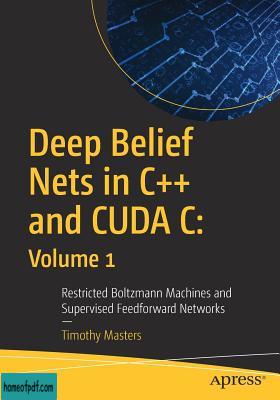 Deep Belief
Nets in C++
and CUDA C:
Volume 1
Restricted Boltzmann Machines and
Supervised Feedforward Networks
—
Timothy Masters
homeofpdf.com
Apress®